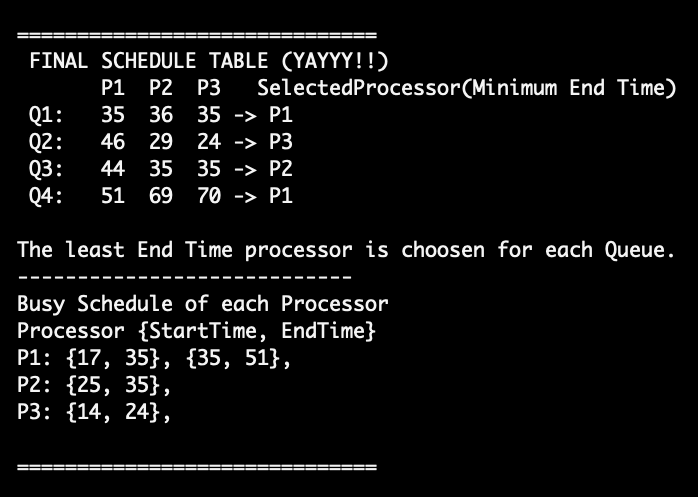 ==============================
FINAL SCHEDULE TABLE (YAYYY!!)
P1 P2 P3 SelectedProcessor(Minimum End Time)
Q1: 35 36 35 -> P1
Q2: 46 29 24 -> P3
Q3: 44 35 35 -> P2
Q4: 51 69 70 -> P1
The least End Time processor is choosen for each Queue.
----------------------------
Busy Schedule of each Processor
Processor {StartTime, EndTime}
P1: {17, 35}, {35, 51},
P2: {25, 35},
P3: {14, 24},
==============================